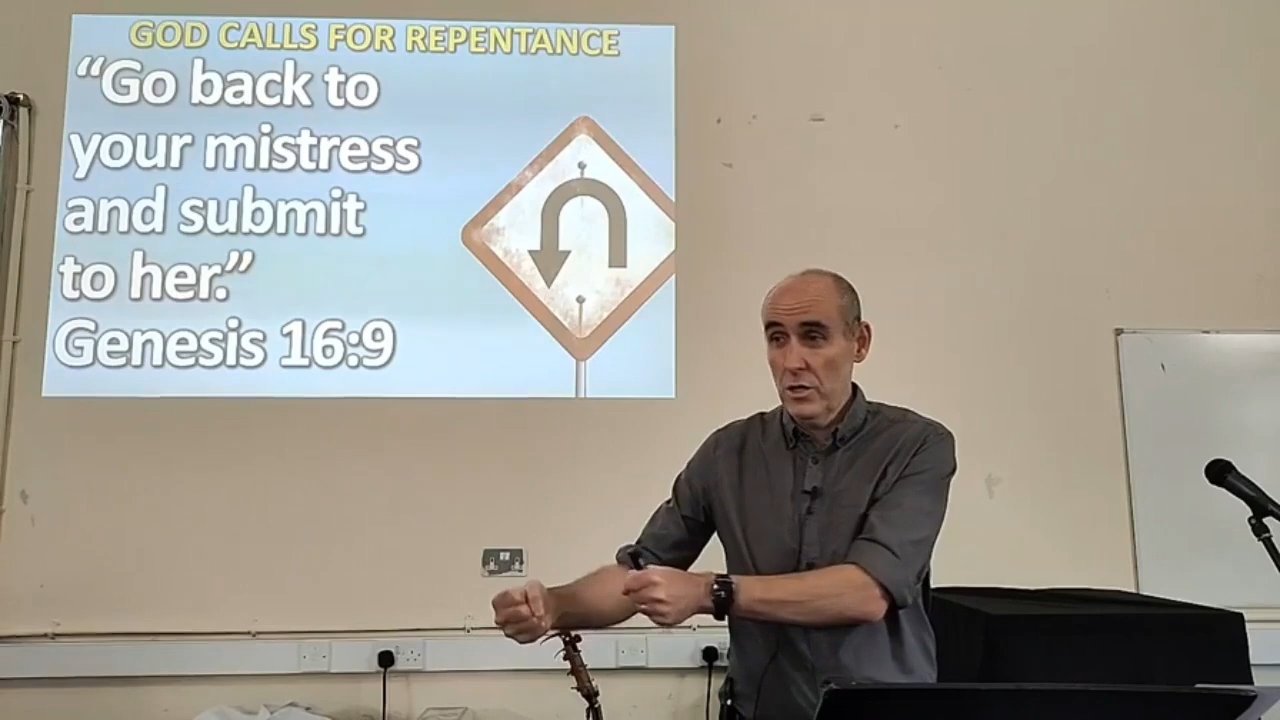 GOD CALLS FOR REPENTANCE
“Go back to
your mistress
and submit
to her.”
Genesis 16:9